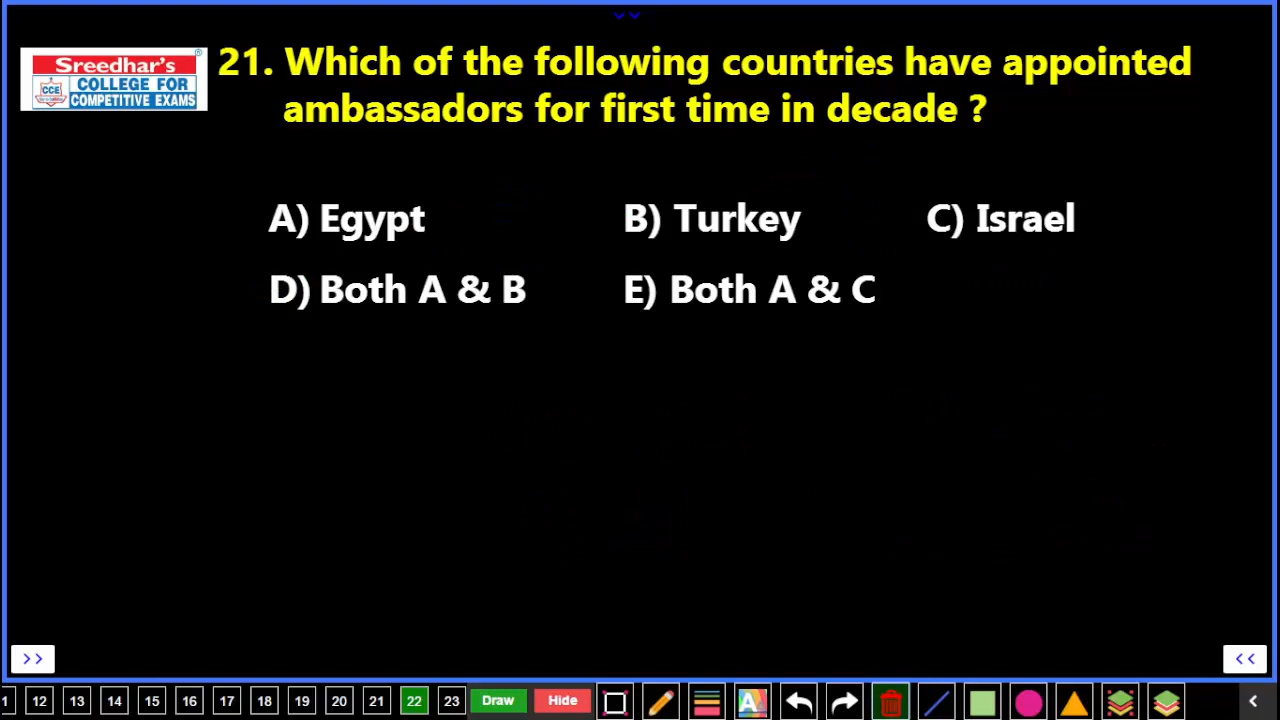 Sreedhar's
CCE
COLLEGE FOR
COMPETITIVE EXAMS
®
21. Which of the following countries have appointed
ambassadors for first time in decade ?
A) Egypt B) Turkey C) Israel
D) Both A & B E) Both A & C
>> <<
1 12 13 14 15 16 17 18 19 20 21 22 23 Draw Hide A <